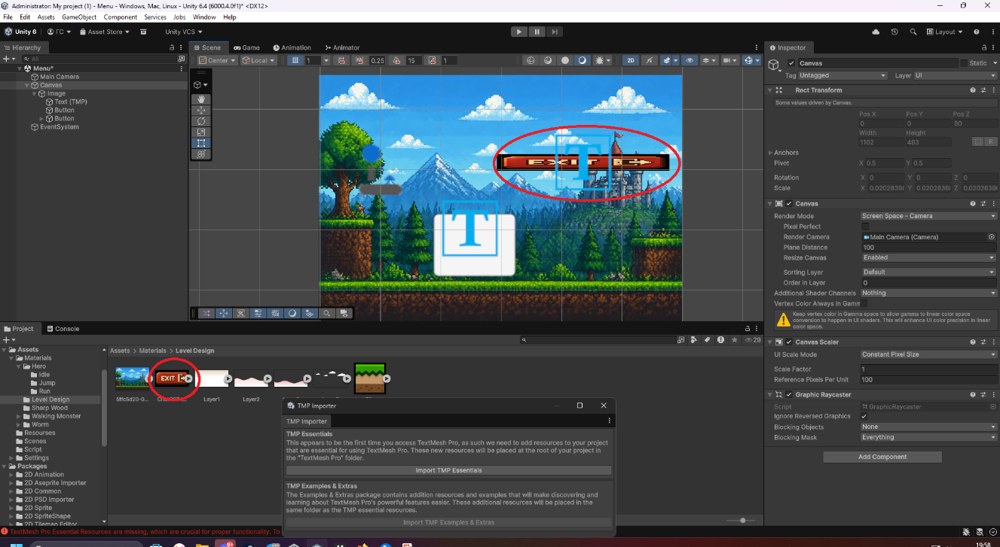 Administrator: My project (1) - Menu - Windows, Mac, Linux - Unity 6.4 (6000.4.0f1)* <DX12>
File Edit Assets GameObject Component Services Jobs Window Help
Unity 6 ГС Asset Store Unity VCS Layout
Hierarchy
All
Menu*
Main Camera
Canvas
Image
Text (TMP)
Button
Button
EventSystem
Scene Game Animation Animator
Center Local 1 0.25 15 1 2D
EXIT
T
T
Inspector
Canvas Static
Tag Untagged Layer UI
Rect Transform
Some values driven by Canvas.
Pos X Pos Y Pos Z
0 0 90
Width Height
1102 493 R
Anchors
Pivot X 0.5 Y 0.5
Rotation X 0 Y 0 Z 0
Scale X 0.0202839 Y 0.0202839 Z 0.0202839
Canvas
Render Mode Screen Space - Camera
Pixel Perfect
Render Camera Main Camera (Camera)
Plane Distance 100
Resize Canvas Enabled
Sorting Layer Default
Order in Layer 0
Additional Shader Channels Nothing
Vertex Color Always In Gamm
Keep vertex color in Gamma space to allow gamma to linear color space
conversion to happen in UI shaders. This will enhance UI color precision in linear
color space.
Canvas Scaler
UI Scale Mode Constant Pixel Size
Scale Factor 1
Reference Pixels Per Unit 100
Graphic Raycaster
Script GraphicRaycaster
Ignore Reversed Graphics
Blocking Objects None
Blocking Mask Everything
Add Component
Project Console
29
Assets
Materials
Hero
Idle
Jump
Run
Level Design
Sharp Wood
Walking Monster
Worm
Resourses
Scenes
Script
Settings
Packages
2D Animation
2D Aseprite Importer
2D Common
2D PSD Importer
2D Sprite
2D SpriteShape
2D Tilemap Editor
Assets > Materials > Level Design
EXIT
5ffc5d20-0... Layer1 Layer2
TMP Importer
TMP Importer
TMP Essentials
This appears to be the first time you access TextMesh Pro, as such we need to add resources to your project
that are essential for using TextMesh Pro. These new resources will be placed at the root of your project in
the "TextMesh Pro" folder.
Import TMP Essentials
TMP Examples & Extras
The Examples & Extras package contains addition resources and examples that will make discovering and
learning about TextMesh Pro's powerful features easier. These additional resources will be placed in the
same folder as the TMP essential resources.
Import TMP Examples & Extras
TextMesh Pro Essential Resources are missing, which are crucial for proper functionality. To
9+
19:58